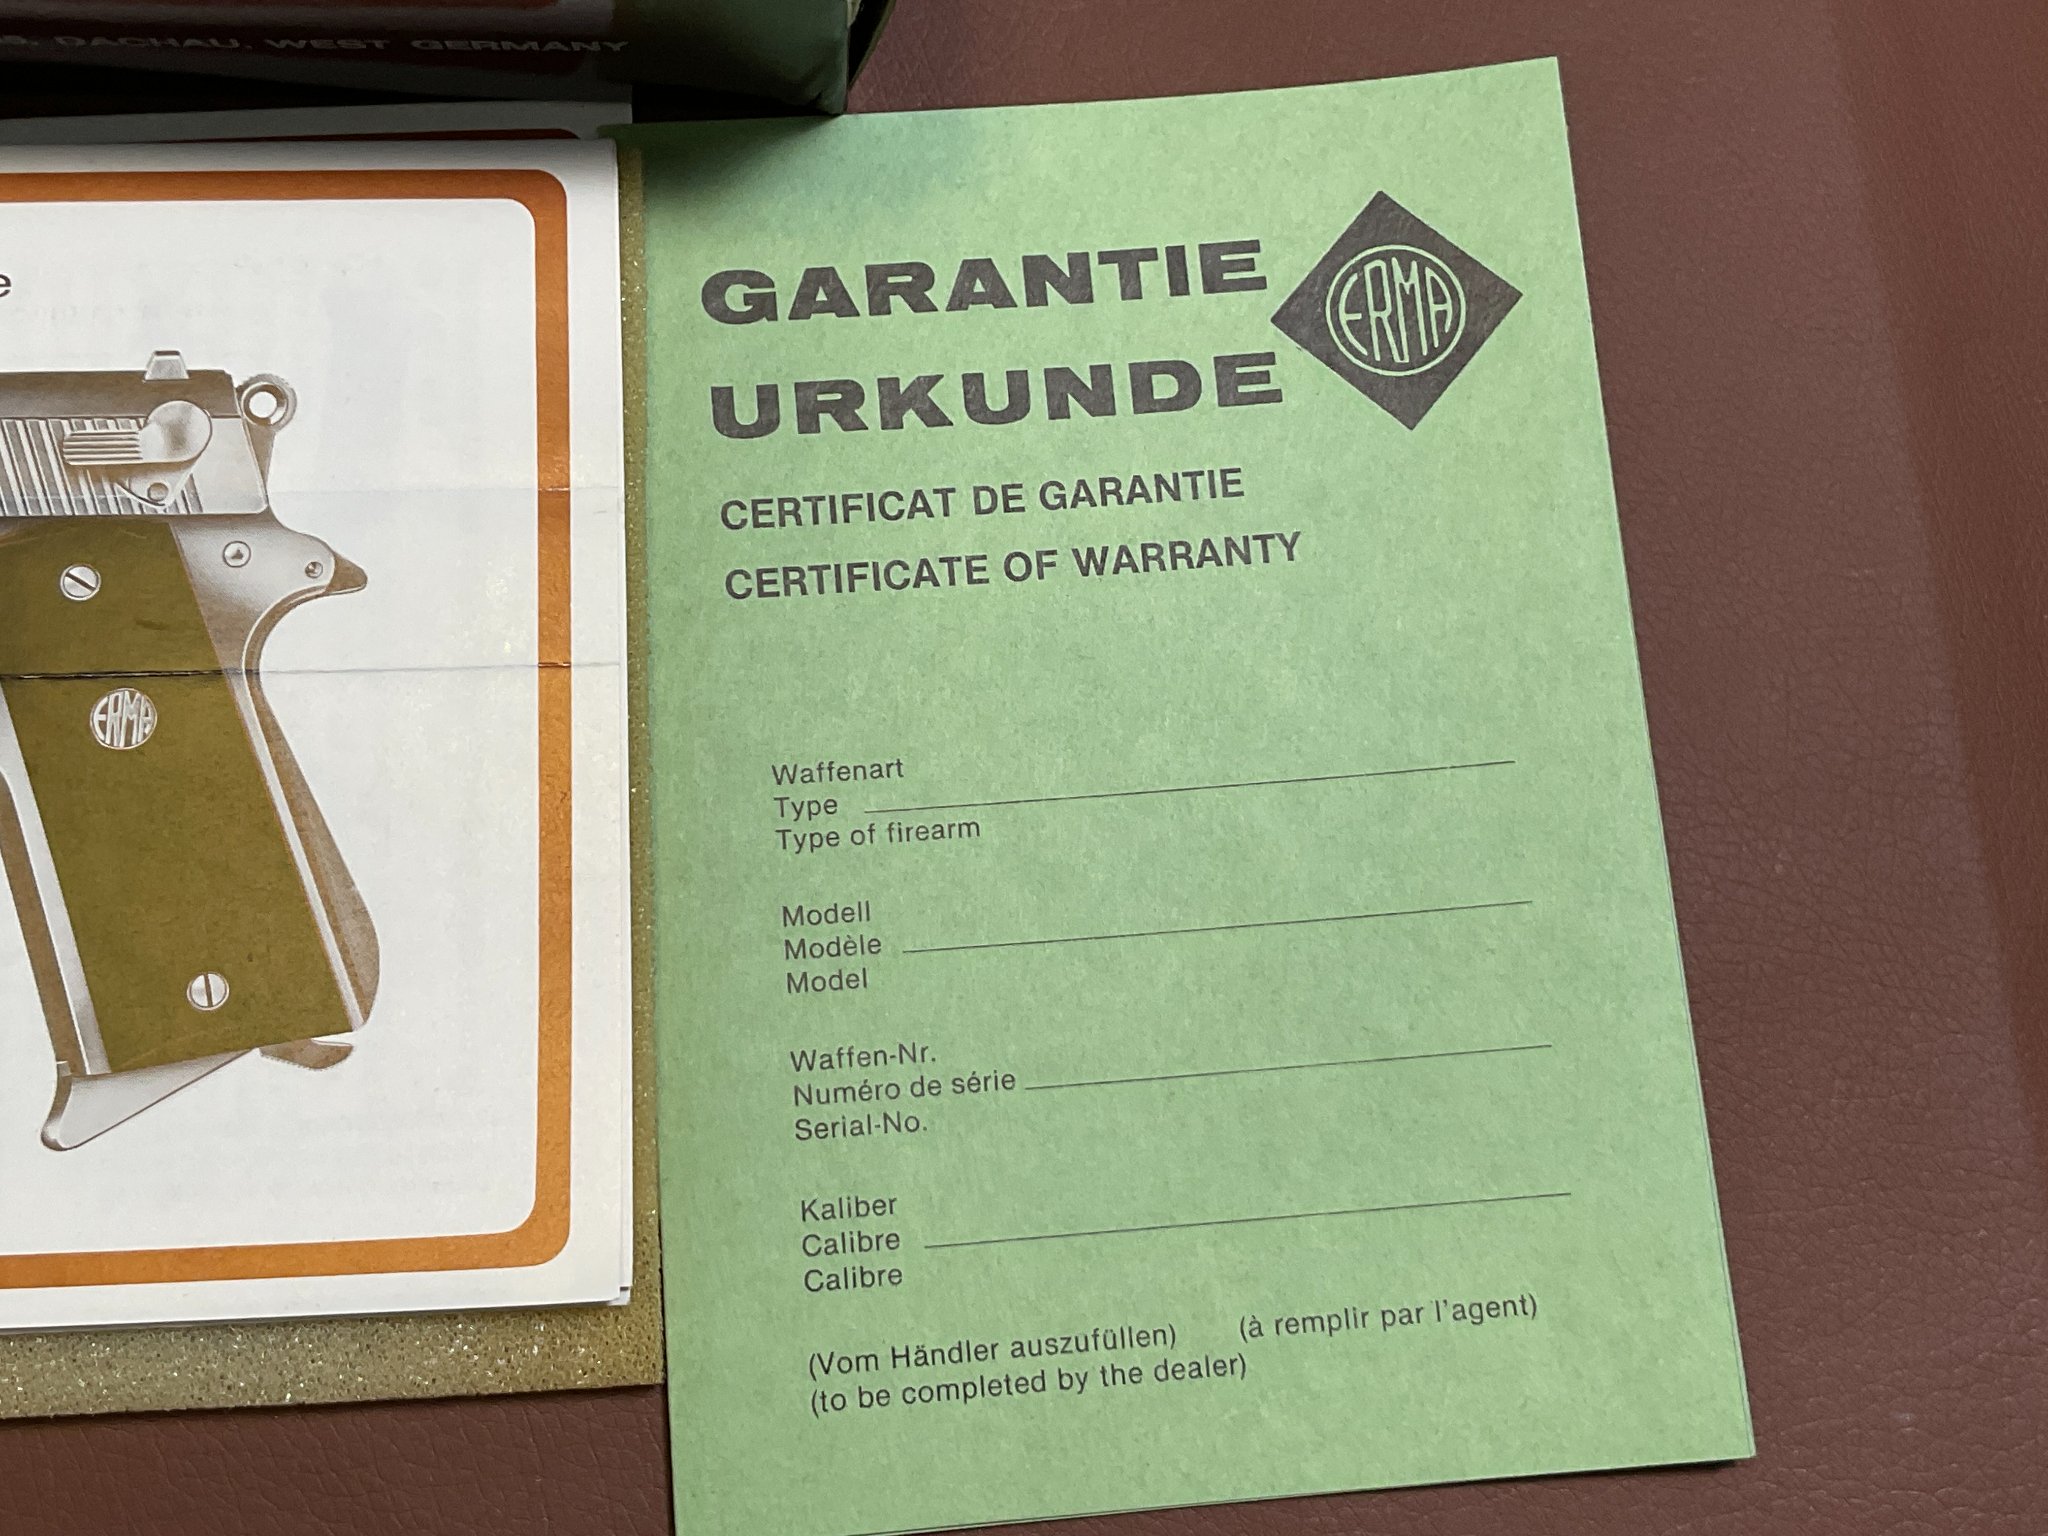 DACHAU, WEST GERMANY
e
GARANTIE
URKUNDE
ERMA
CERTIFICAT DE GARANTIE
CERTIFICATE OF WARRANTY
ERMA
Waffenart
Type
Type of firearm
Modell
Modèle
Model
Waffen-Nr.
Numéro de série
Serial-No.
Kaliber
Calibre
Calibre
(Vom Händler auszufüllen) (à remplir par l'agent)
(to be completed by the dealer)